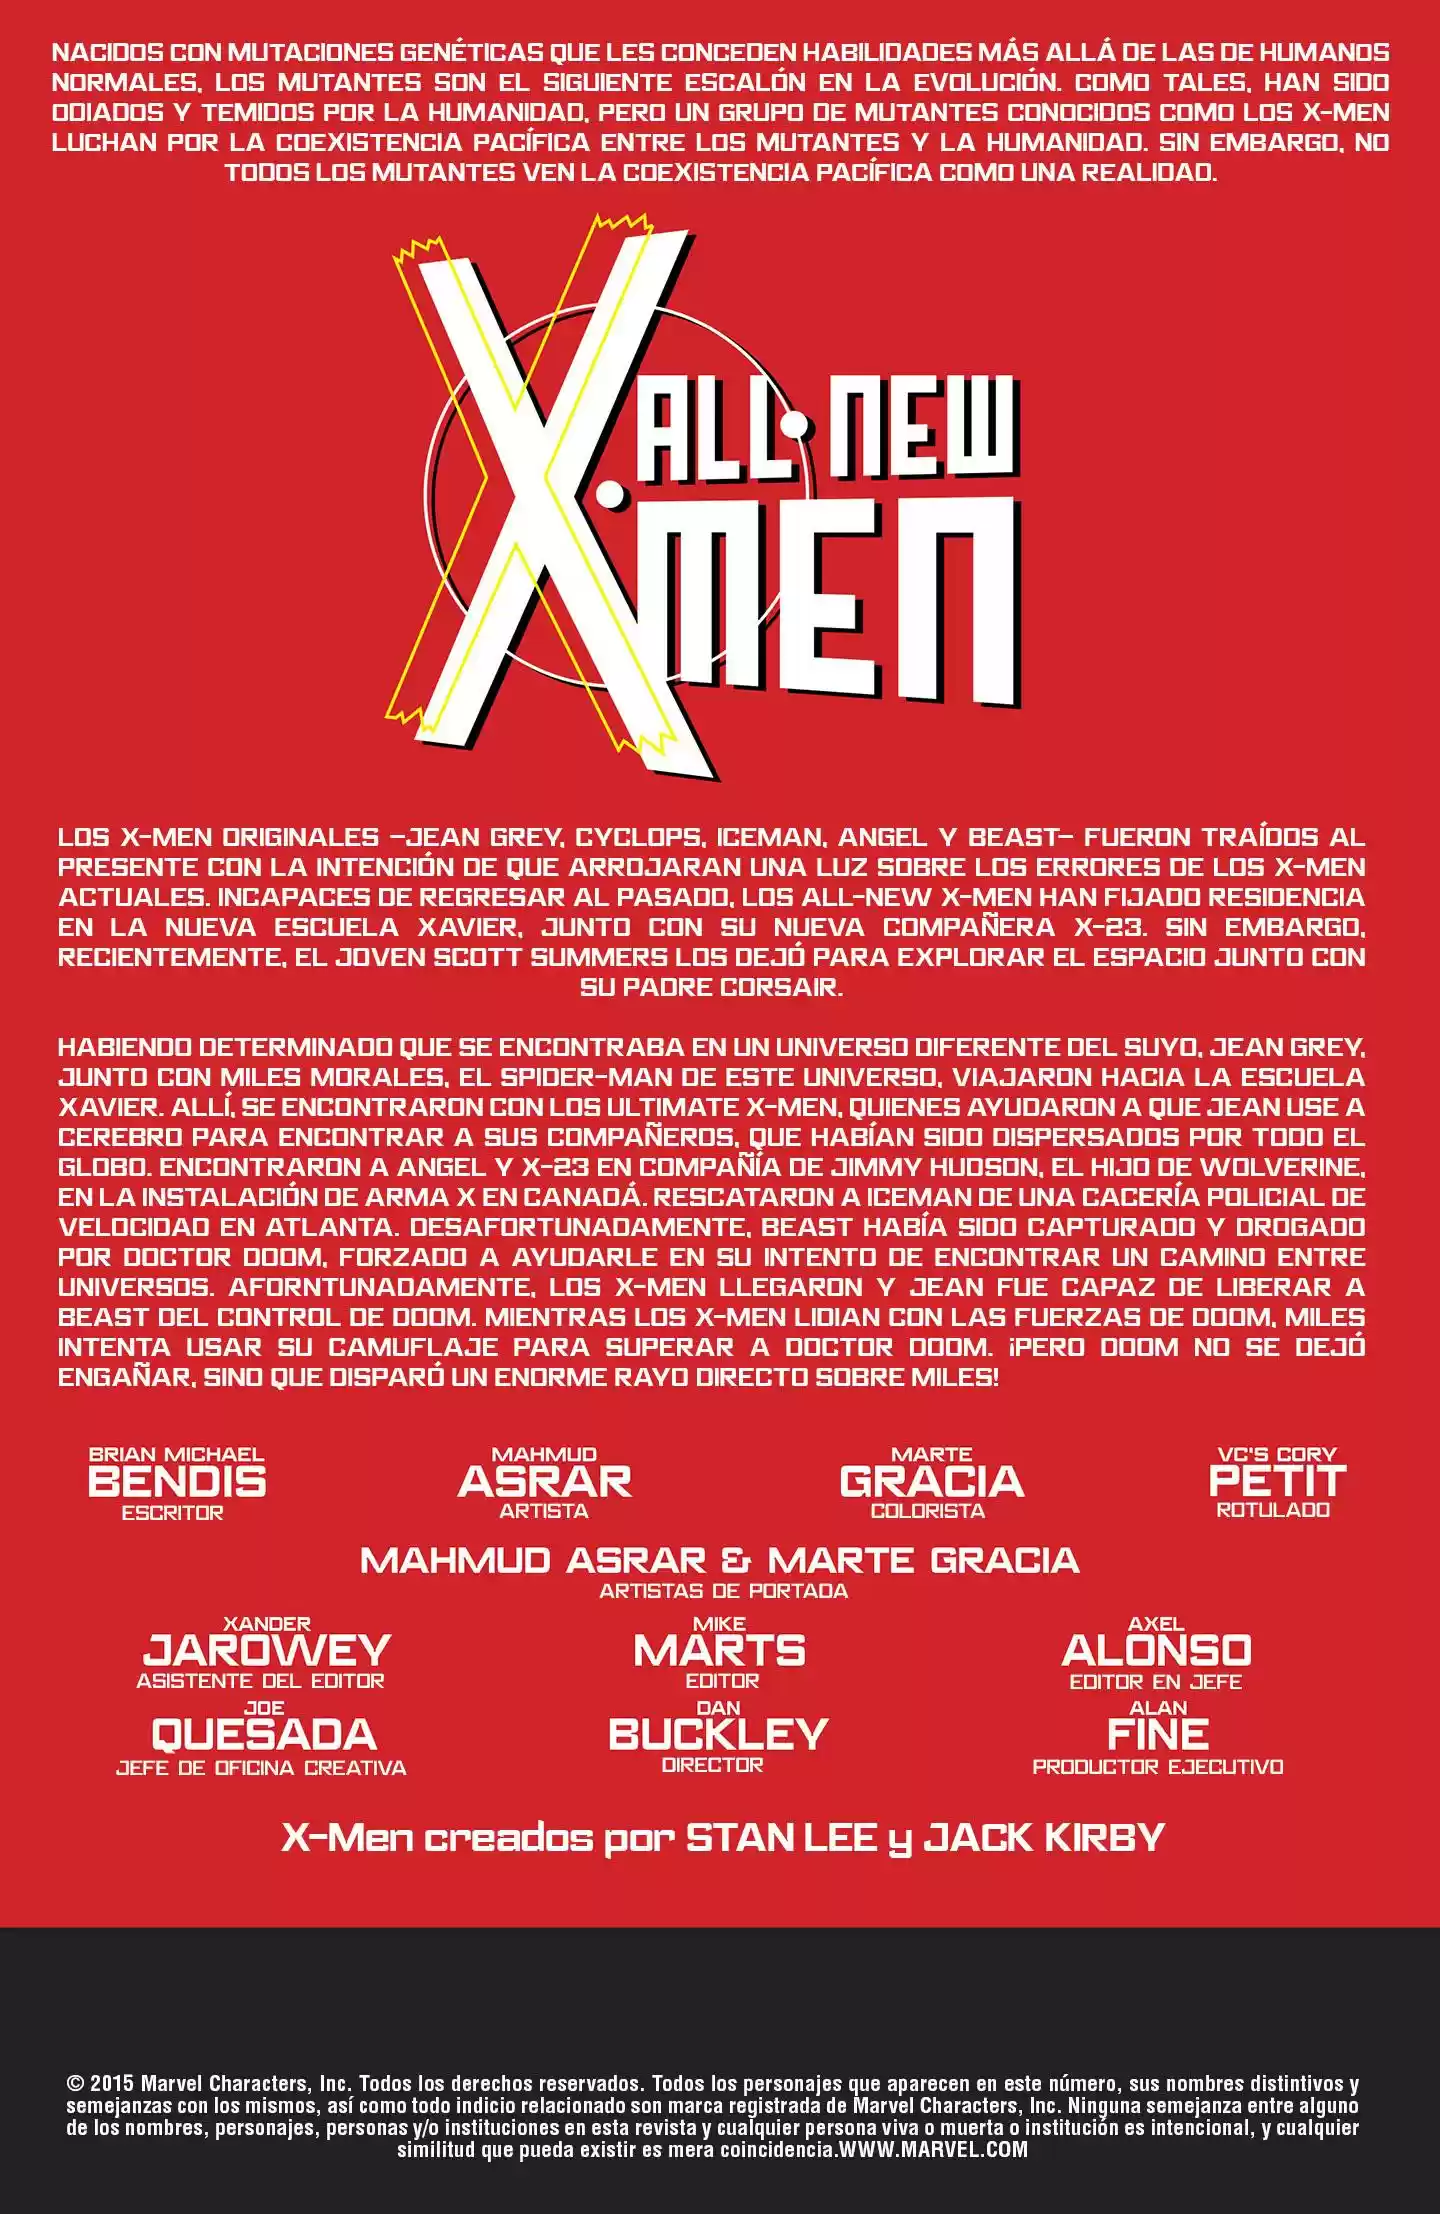 NACIDOS CON MUTACIONES GENÉTICAS QUE LES CONCEDEN HABILIDADES MÁS ALLÁ DE LAS DE HUMANOS
NORMALES, LOS MUTANTES SON EL SIGUIENTE ESCALÓN EN LA EVOLUCIÓN. COMO TALES, HAN SIDO
ODIADOS Y TEMIDOS POR LA HUMANIDAD, PERO UN GRUPO DE MUTANTES CONOCIDOS COMO LOS X-MEN
LUCHAN POR LA COEXISTENCIA PACÍFICA ENTRE LOS MUTANTES Y LA HUMANIDAD. SIN EMBARGO, NO
TODOS LOS MUTANTES VEN LA COEXISTENCIA PACÍFICA COMO UNA REALIDAD.
ALL·NEW
X·MEN
LOS X-MEN ORIGINALES –JEAN GREY, CYCLOPS, ICEMAN, ANGEL Y BEAST– FUERON TRAÍDOS AL
PRESENTE CON LA INTENCIÓN DE QUE ARROJARAN UNA LUZ SOBRE LOS ERRORES DE LOS X-MEN
ACTUALES. INCAPACES DE REGRESAR AL PASADO, LOS ALL-NEW X-MEN HAN FIJADO RESIDENCIA
EN LA NUEVA ESCUELA XAVIER, JUNTO CON SU NUEVA COMPAÑERA X-23. SIN EMBARGO,
RECIENTEMENTE, EL JOVEN SCOTT SUMMERS LOS DEJÓ PARA EXPLORAR EL ESPACIO JUNTO CON
SU PADRE CORSAIR.
HABIENDO DETERMINADO QUE SE ENCONTRABA EN UN UNIVERSO DIFERENTE DEL SUYO, JEAN GREY,
JUNTO CON MILES MORALES, EL SPIDER-MAN DE ESTE UNIVERSO, VIAJARON HACIA LA ESCUELA
XAVIER. ALLÍ, SE ENCONTRARON CON LOS ULTIMATE X-MEN, QUIENES AYUDARON A QUE JEAN USE A
CEREBRO PARA ENCONTRAR A SUS COMPAÑEROS, QUE HABÍAN SIDO DISPERSADOS POR TODO EL
GLOBO. ENCONTRARON A ANGEL Y X-23 EN COMPAÑÍA DE JIMMY HUDSON, EL HIJO DE WOLVERINE,
EN LA INSTALACIÓN DE ARMA X EN CANADÁ. RESCATARON A ICEMAN DE UNA CACERÍA POLICIAL DE
VELOCIDAD EN ATLANTA. DESAFORTUNADAMENTE, BEAST HABÍA SIDO CAPTURADO Y DROGADO
POR DOCTOR DOOM, FORZADO A AYUDARLE EN SU INTENTO DE ENCONTRAR UN CAMINO ENTRE
UNIVERSOS. AFORNTUNADAMENTE, LOS X-MEN LLEGARON Y JEAN FUE CAPAZ DE LIBERAR A
BEAST DEL CONTROL DE DOOM. MIENTRAS LOS X-MEN LIDIAN CON LAS FUERZAS DE DOOM, MILES
INTENTA USAR SU CAMUFLAJE PARA SUPERAR A DOCTOR DOOM. ¡PERO DOOM NO SE DEJÓ
ENGAÑAR, SINO QUE DISPARÓ UN ENORME RAYO DIRECTO SOBRE MILES!
BRIAN MICHAEL
BENDIS
ESCRITOR
MAHMUD
ASRAR
ARTISTA
MARTE
GRACIA
COLORISTA
VC'S CORY
PETIT
ROTULADO
MAHMUD ASRAR & MARTE GRACIA
ARTISTAS DE PORTADA
XANDER
JAROWEY
ASISTENTE DEL EDITOR
MIKE
MARTS
EDITOR
AXEL
ALONSO
EDITOR EN JEFE
JOE
QUESADA
JEFE DE OFICINA CREATIVA
DAN
BUCKLEY
DIRECTOR
ALAN
FINE
PRODUCTOR EJECUTIVO
X-Men creados por STAN LEE y JACK KIRBY
© 2015 Marvel Characters, Inc. Todos los derechos reservados. Todos los personajes que aparecen en este número, sus nombres distintivos y
semejanzas con los mismos, así como todo indicio relacionado son marca registrada de Marvel Characters, Inc. Ninguna semejanza entre alguno
de los nombres, personajes, personas y/o instituciones en esta revista y cualquier persona viva o muerta o institución es intencional, y cualquier
similitud que pueda existir es mera coincidencia.WWW.MARVEL.COM